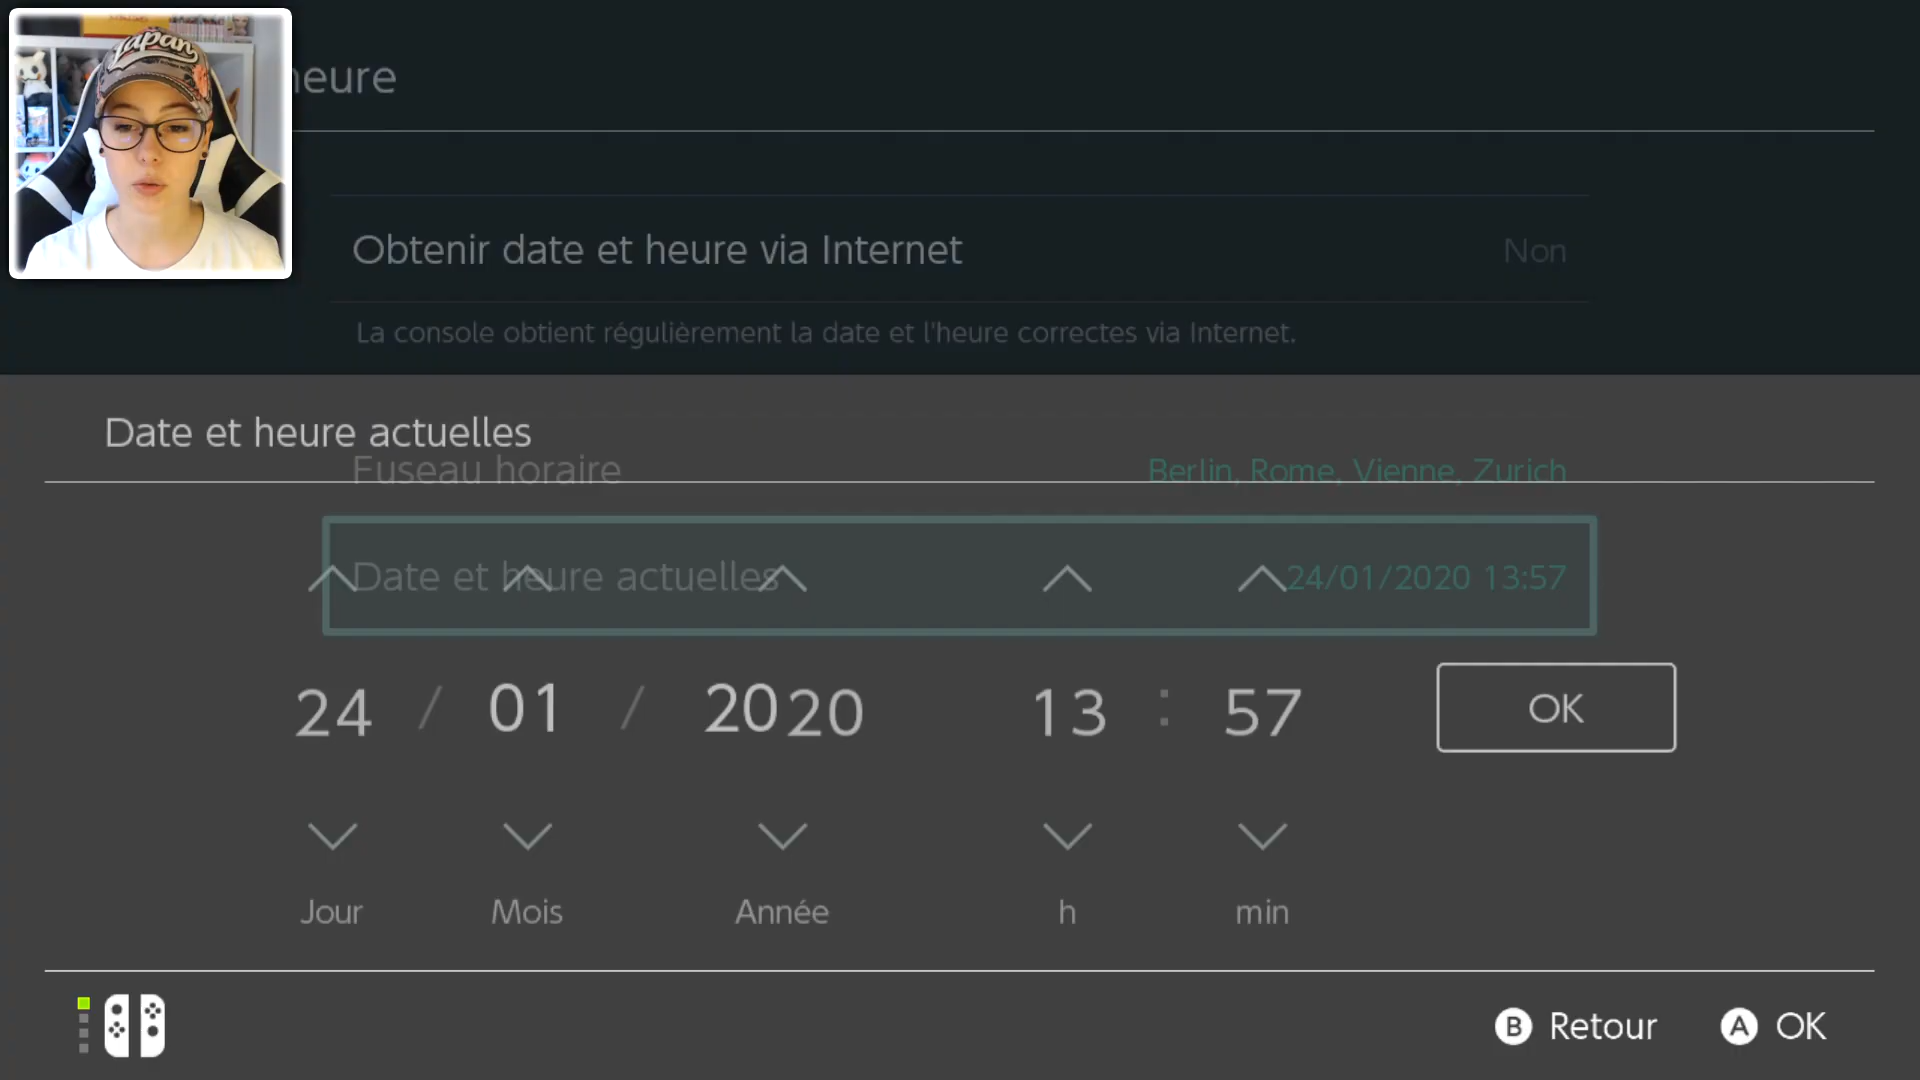 Japan
heure
Obtenir date et heure via Internet
Non
La console obtient régulièrement la date et l'heure correctes via Internet.
Date et heure actuelles
Fuseau horaire
Berlin, Rome, Vienne, Zurich
Date et heure actuelles
24/01/2020 13:57
24 / 01 / 2020 13 : 57
OK
Jour Mois Année h min
B Retour A OK